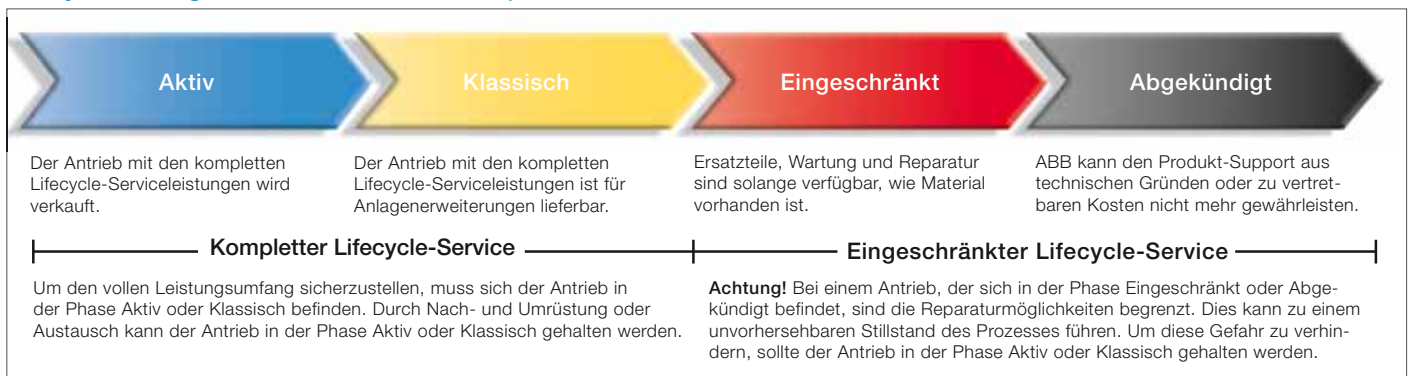 Aktiv
Klassisch
Eingeschränkt
Abgekündigt
Der Antrieb mit den kompletten
Lifecycle-Serviceleistungen wird
verkauft.
Der Antrieb mit den kompletten
Lifecycle-Serviceleistungen ist für
Anlagenerweiterungen lieferbar.
Ersatzteile, Wartung und Reparatur
sind solange verfügbar, wie Material
vorhanden ist.
ABB kann den Produkt-Support aus
technischen Gründen oder zu vertret-
baren Kosten nicht mehr gewährleisten.
Kompletter Lifecycle-Service
Eingeschränkter Lifecycle-Service
Um den vollen Leistungsumfang sicherzustellen, muss sich der Antrieb in
der Phase Aktiv oder Klassisch befinden. Durch Nach- und Umrüstung oder
Austausch kann der Antrieb in der Phase Aktiv oder Klassisch gehalten werden.
Achtung! Bei einem Antrieb, der sich in der Phase Eingeschränkt oder Abge-
kündigt befindet, sind die Reparaturmöglichkeiten begrenzt. Dies kann zu einem
unvorhersehbaren Stillstand des Prozesses führen. Um diese Gefahr zu verhin-
dern, sollte der Antrieb in der Phase Aktiv oder Klassisch gehalten werden.